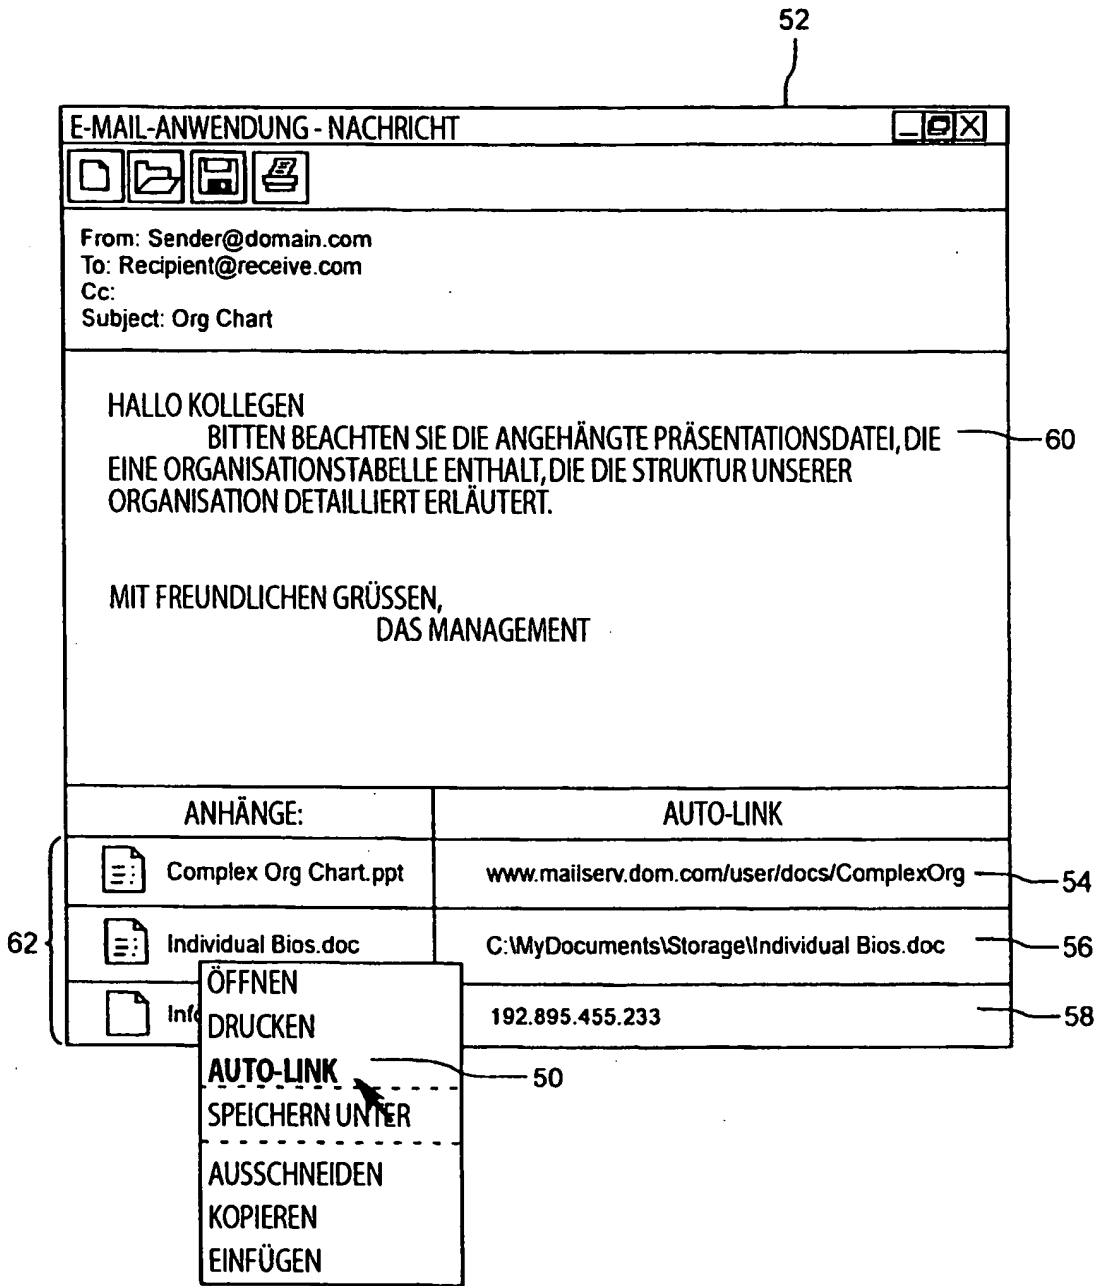 52
E-MAIL-ANWENDUNG - NACHRICHT
From: Sender@domain.com
To: Recipient@receive.com
Cc:
Subject: Org Chart
HALLO KOLLEGEN
BITTEN BEACHTEN SIE DIE ANGEHÄNGTE PRÄSENTATIONSDATEI, DIE
60
EINE ORGANISATIONSTABELLE ENTHALT, DIE DIE STRUKTUR UNSERER
ORGANISATION DETAILLIERT ERLÄUTERT.
MIT FREUNDLICHEN GRÜSSEN,
DAS MANAGEMENT
ANHÄNGE: AUTO-LINK
Complex Org Chart.ppt www.mailserv.dom.com/user/docs/ComplexOrg
54
62
Individual Bios.doc C:\MyDocuments\Storage\Individual Bios.doc
56
192.895.455.233
58
ÖFFNEN
DRUCKEN
AUTO-LINK
50
SPEICHERN UNTER
AUSSCHNEIDEN
KOPIEREN
EINFÜGEN